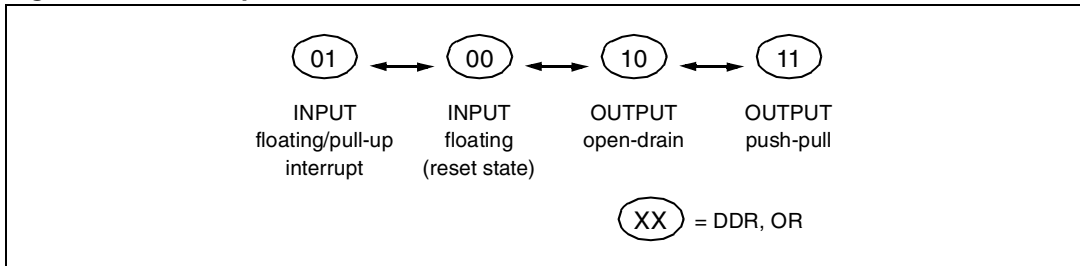 01 00 10 11
INPUT INPUT OUTPUT OUTPUT
floating/pull-up floating open-drain push-pull
interrupt (reset state)
XX = DDR, OR